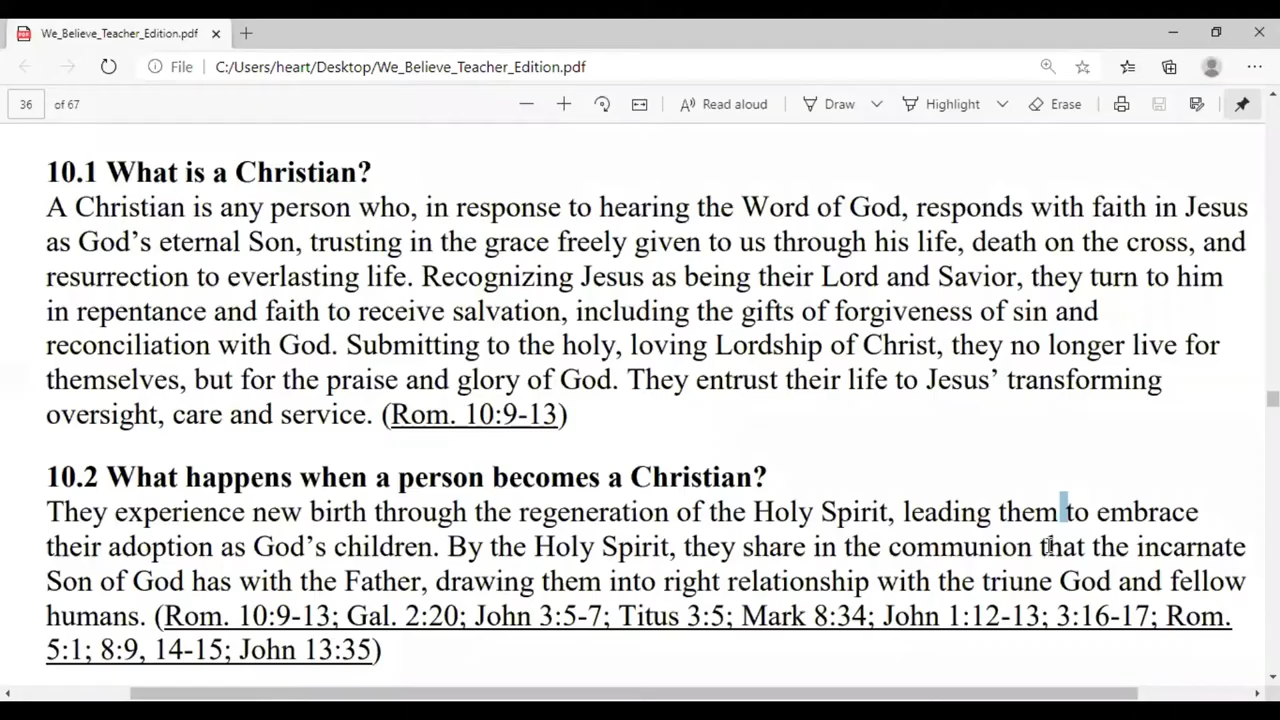 We_Believe_Teacher_Edition.pdf
File C:/Users/heart/Desktop/We_Believe_Teacher_Edition.pdf
36 of 67 Read aloud Draw Highlight Erase
10.1 What is a Christian?
A Christian is any person who, in response to hearing the Word of God, responds with faith in Jesus
as God’s eternal Son, trusting in the grace freely given to us through his life, death on the cross, and
resurrection to everlasting life. Recognizing Jesus as being their Lord and Savior, they turn to him
in repentance and faith to receive salvation, including the gifts of forgiveness of sin and
reconciliation with God. Submitting to the holy, loving Lordship of Christ, they no longer live for
themselves, but for the praise and glory of God. They entrust their life to Jesus’ transforming
oversight, care and service. (Rom. 10:9-13)
10.2 What happens when a person becomes a Christian?
They experience new birth through the regeneration of the Holy Spirit, leading them to embrace
their adoption as God’s children. By the Holy Spirit, they share in the communion that the incarnate
Son of God has with the Father, drawing them into right relationship with the triune God and fellow
humans. (Rom. 10:9-13; Gal. 2:20; John 3:5-7; Titus 3:5; Mark 8:34; John 1:12-13; 3:16-17; Rom.
5:1; 8:9, 14-15; John 13:35)